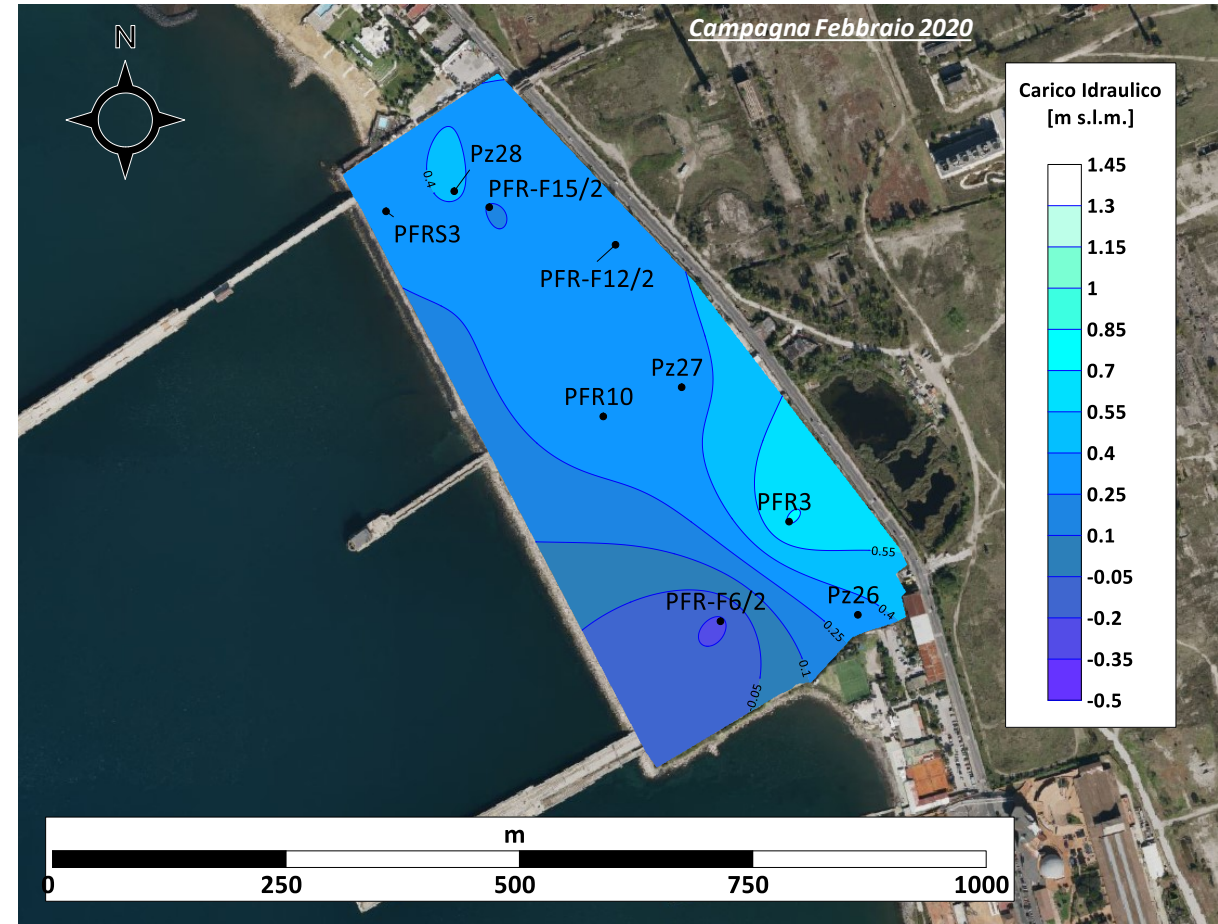 Campagna Febbraio 2020
N
Carico Idraulico
[m s.l.m.]
1.45
1.3
1.15
1
0.85
0.7
0.55
0.4
0.25
0.1
-0.05
-0.2
-0.35
-0.5
Pz28
0.4
PFR-F15/2
PFRS3
PFR-F12/2
Pz27
PFR10
PFR3
0.55
PFR-F6/2
Pz26
0.4
0.25
0.1
-0.05
m
0 250 500 750 1000